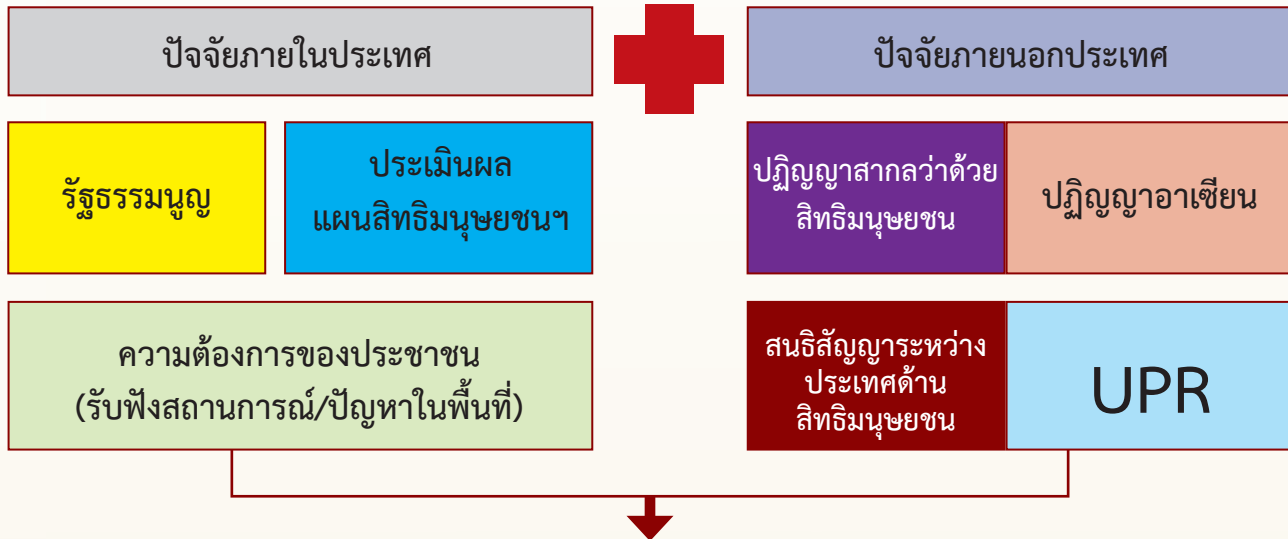 ปัจจัยภายในประเทศ
ปัจจัยภายนอกประเทศ
รัฐธรรมนูญ
ประเมินผล
แผนสิทธิมนุษยชนฯ
ปฏิญญาสากลว่าด้วย
สิทธิมนุษยชน
ปฏิญญาอาเซียน
ความต้องการของประชาชน
(รับฟังสถานการณ์/ปัญหาในพื้นที่)
สนธิสัญญาระหว่าง
ประเทศด้าน
สิทธิมนุษยชน
UPR